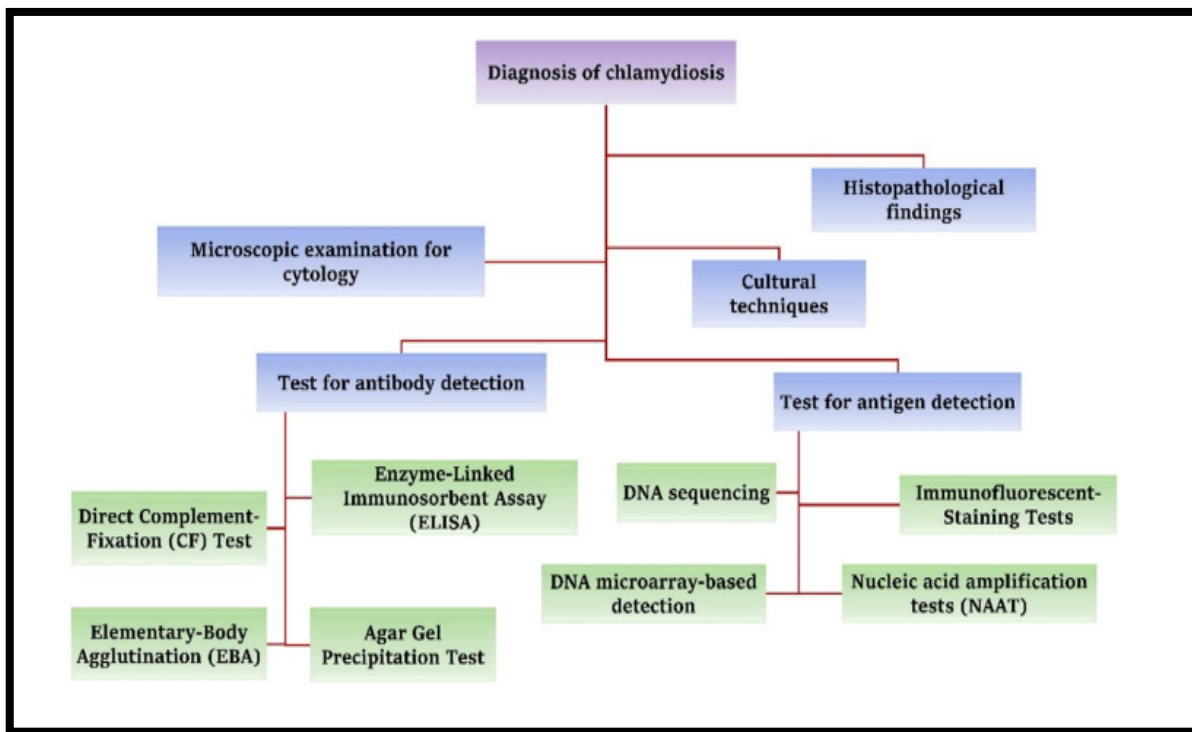 Diagnosis of chlamydiosis
Histopathological
findings
Microscopic examination for
cytology
Cultural
techniques
Test for antibody detection
Test for antigen detection
Enzyme-Linked
Immunosorbent Assay
(ELISA)
Direct Complement-
Fixation (CF) Test
Elementary-Body
Agglutination (EBA)
Agar Gel
Precipitation Test
DNA sequencing
Immunofluorescent-
Staining Tests
DNA microarray-based
detection
Nucleic acid amplification
tests (NAAT)